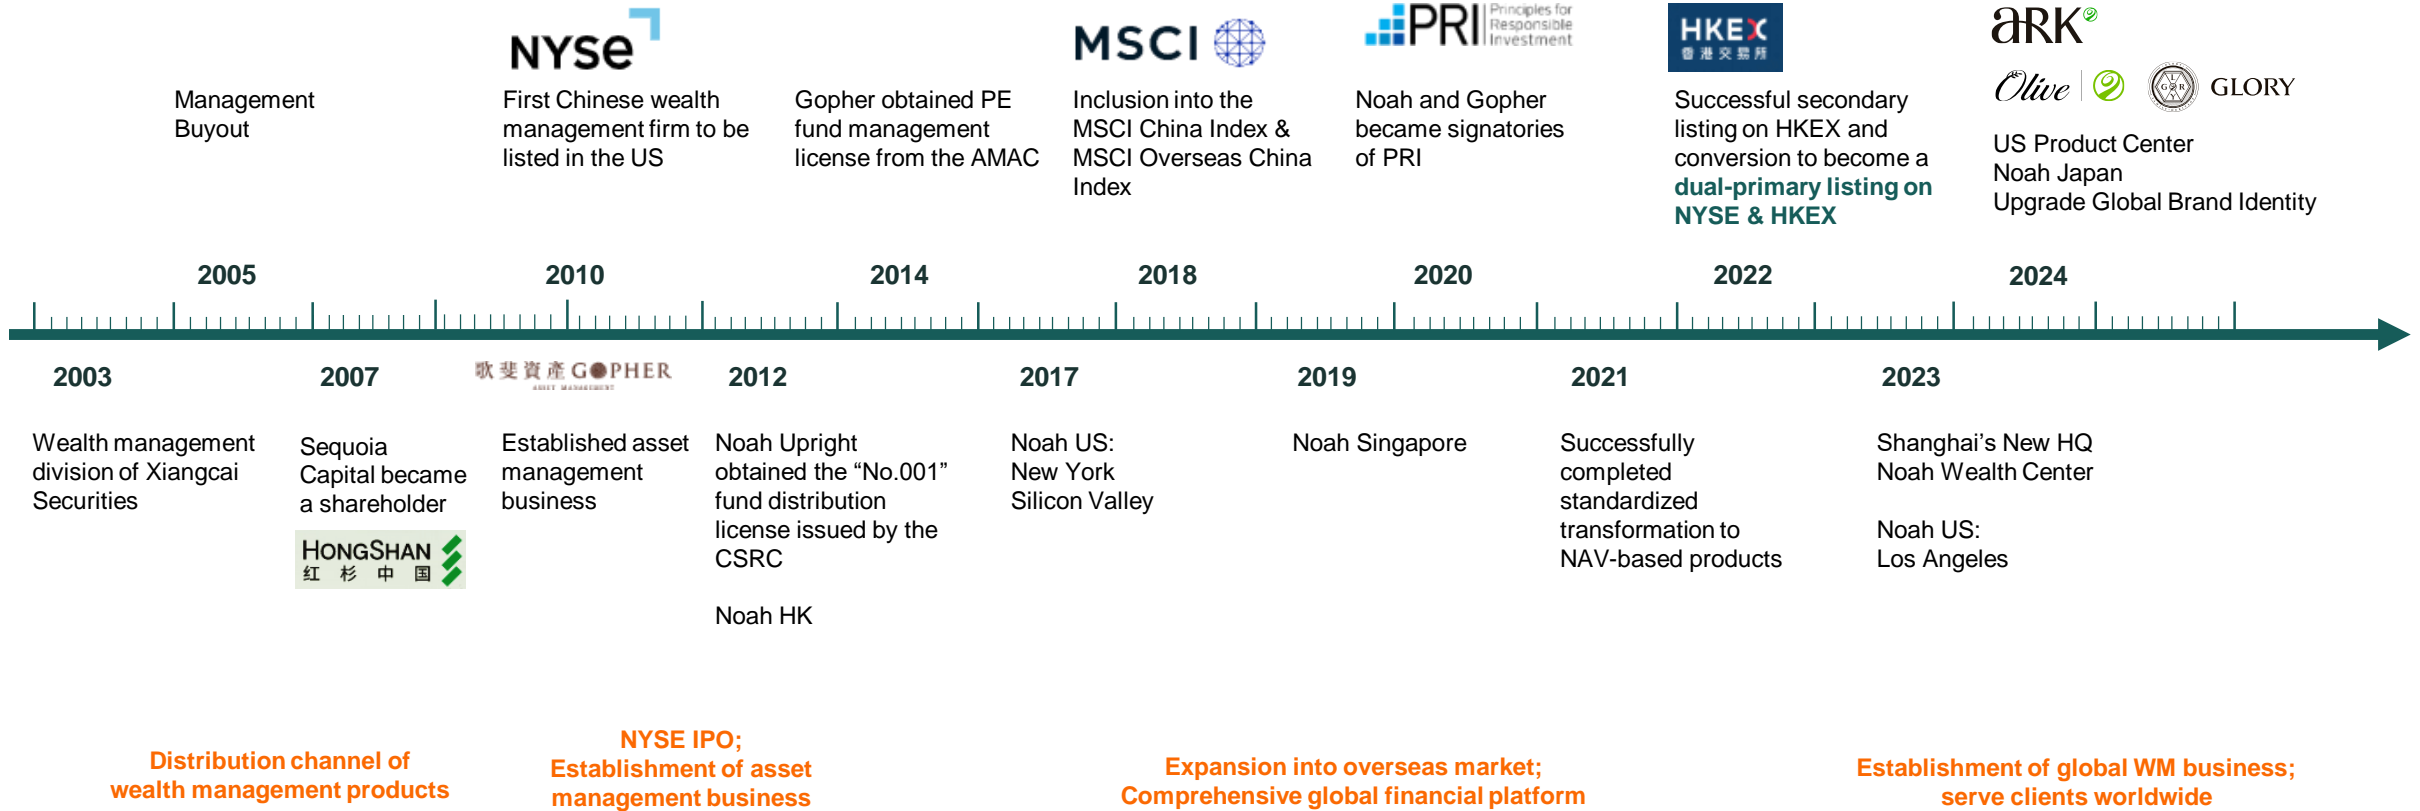 NYSE
MSCI
PRI
Principles for
Responsible
Investment
HKEX
香港交易所
ARK
Olive
GLORY
Management
Buyout
First Chinese wealth
management firm to be
listed in the US
Gopher obtained PE
fund management
license from the AMAC
Inclusion into the
MSCI China Index &
MSCI Overseas China
Index
Noah and Gopher
became signatories
of PRI
Successful secondary
listing on HKEX and
conversion to become a
dual-primary listing on
NYSE & HKEX
US Product Center
Noah Japan
Upgrade Global Brand Identity
2005
2010
2014
2018
2020
2022
2024
2003
2007
歌斐資產 GOPHER
ASSET MANAGEMENT
2012
2017
2019
2021
2023
Wealth management
division of Xiangcai
Securities
Sequoia
Capital became
a shareholder
HONGSHAN
红杉中国
Established asset
management
business
Noah Upright
obtained the “No.001”
fund distribution
license issued by the
CSRC
Noah HK
Noah US:
New York
Silicon Valley
Noah Singapore
Successfully
completed
standardized
transformation to
NAV-based products
Shanghai’s New HQ
Noah Wealth Center
Noah US:
Los Angeles
Distribution channel of
wealth management products
NYSE IPO;
Establishment of asset
management business
Expansion into overseas market;
Comprehensive global financial platform
Establishment of global WM business;
serve clients worldwide